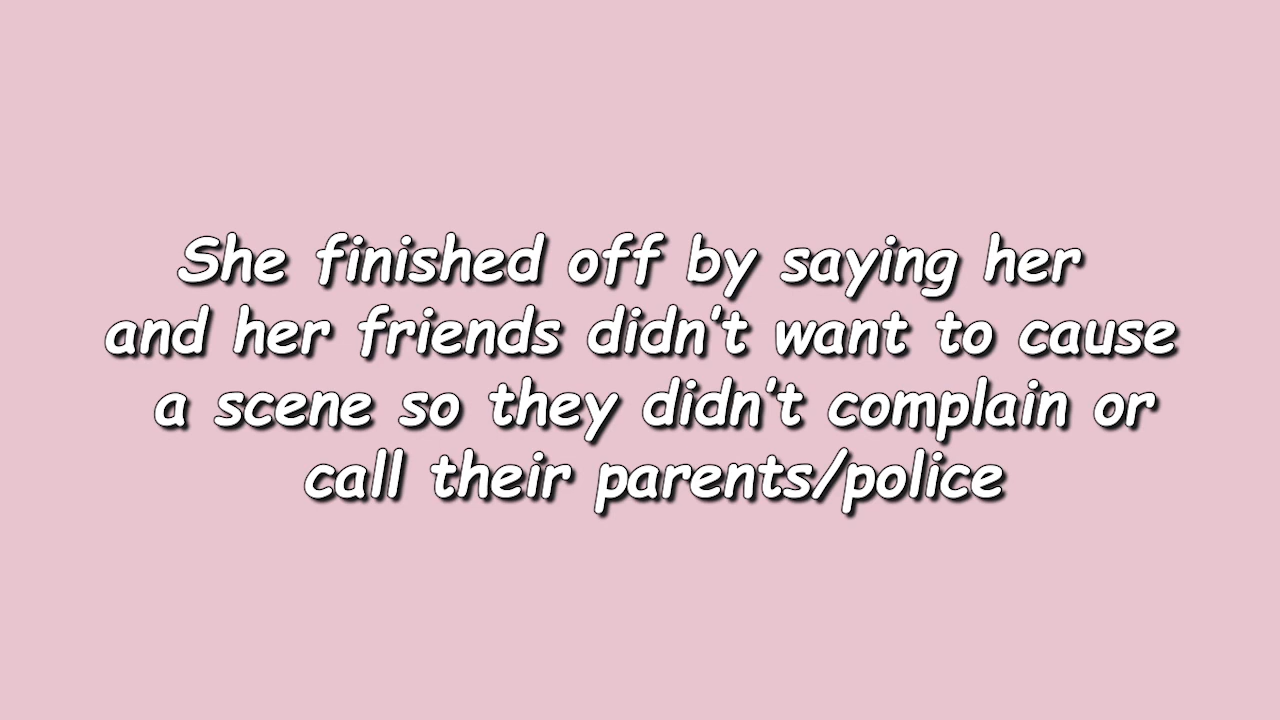 She finished off by saying her
and her friends didn't want to cause
a scene so they didn't complain or
call their parents/police